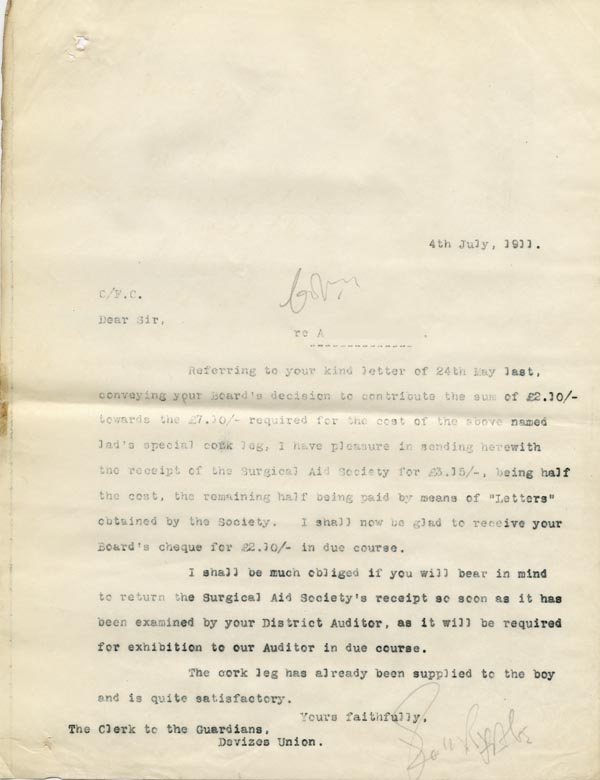 4th July, 1911.
C/F.C.
Dear Sir,
re A
Referring to your kind letter of 24th May last,
conveying your Board's decision to contribute the sum of £2.10/-
towards the £7.10/- required for the cost of the above named
lad's special cork leg, I have pleasure in sending herewith
the receipt of the Surgical Aid Society for £3.15/-, being half
the cost, the remaining half being paid by means of "Letters"
obtained by the Society. I shall now be glad to receive your
Board's cheque for £2.10/- in due course.
I shall be much obliged if you will bear in mind
to return the Surgical Aid Society's receipt so soon as it has
been examined by your District Auditor, as it will be required
for exhibition to our Auditor in due course.
The cork leg has already been supplied to the boy
and is quite satisfactory.
Yours faithfully,
The Clerk to the Guardians,
Devizes Union.